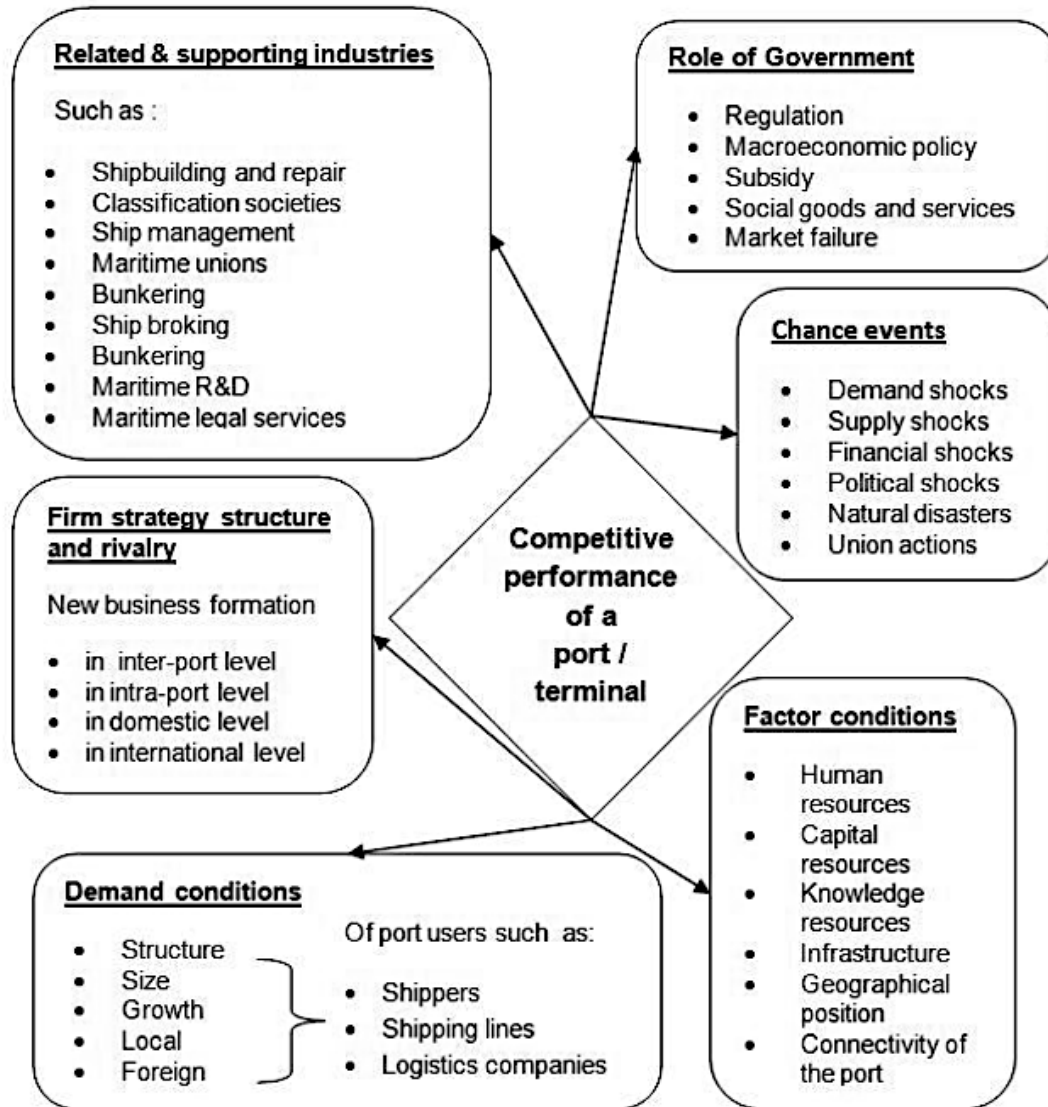 Related & supporting industries
Such as :
• Shipbuilding and repair
• Classification societies
• Ship management
• Maritime unions
• Bunkering
• Ship broking
• Bunkering
• Maritime R&D
• Maritime legal services
Role of Government
• Regulation
• Macroeconomic policy
• Subsidy
• Social goods and services
• Market failure
Chance events
• Demand shocks
• Supply shocks
• Financial shocks
• Political shocks
• Natural disasters
• Union actions
Firm strategy structure
and rivalry
New business formation
• in inter-port level
• in intra-port level
• in domestic level
• in international level
Competitive
performance
of a
port /
terminal
Factor conditions
• Human
resources
• Capital
resources
• Knowledge
resources
• Infrastructure
• Geographical
position
• Connectivity of
the port
Demand conditions
• Structure
• Size
• Growth
• Local
• Foreign
Of port users such as:
• Shippers
• Shipping lines
• Logistics companies